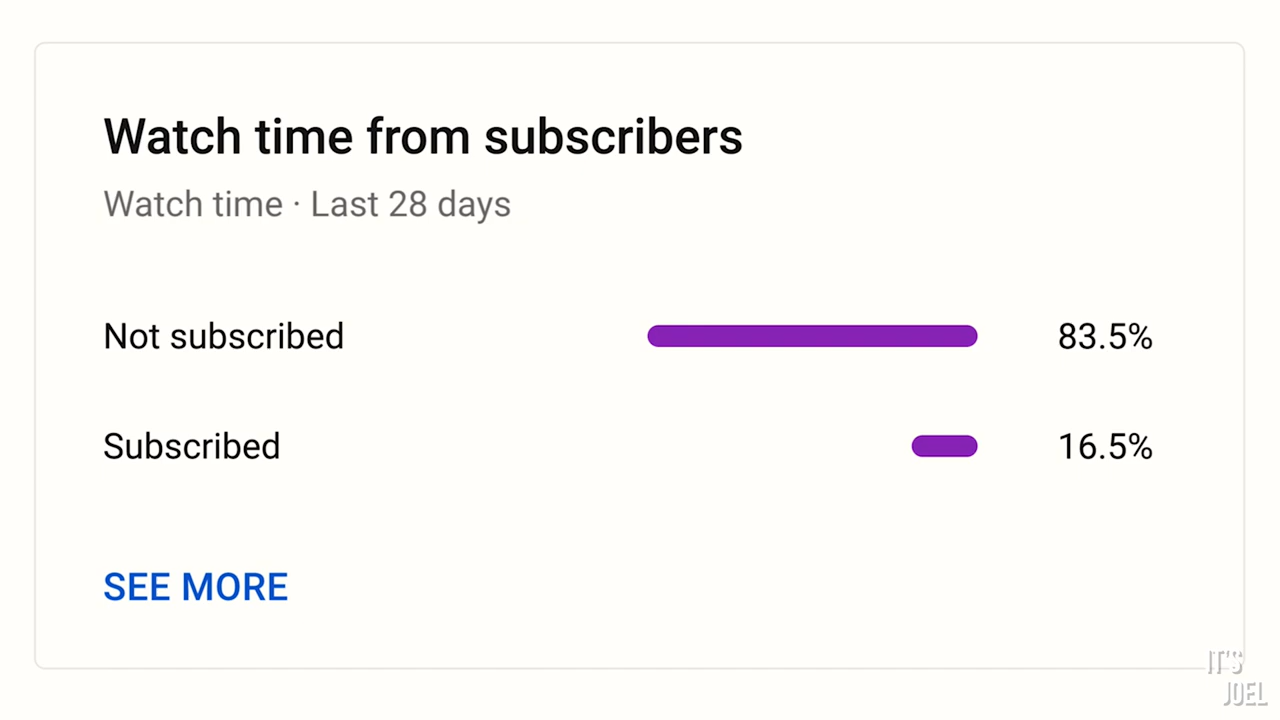 Watch time from subscribers
Watch time · Last 28 days
Not subscribed 83.5%
Subscribed 16.5%
SEE MORE
IT'S
JOEL